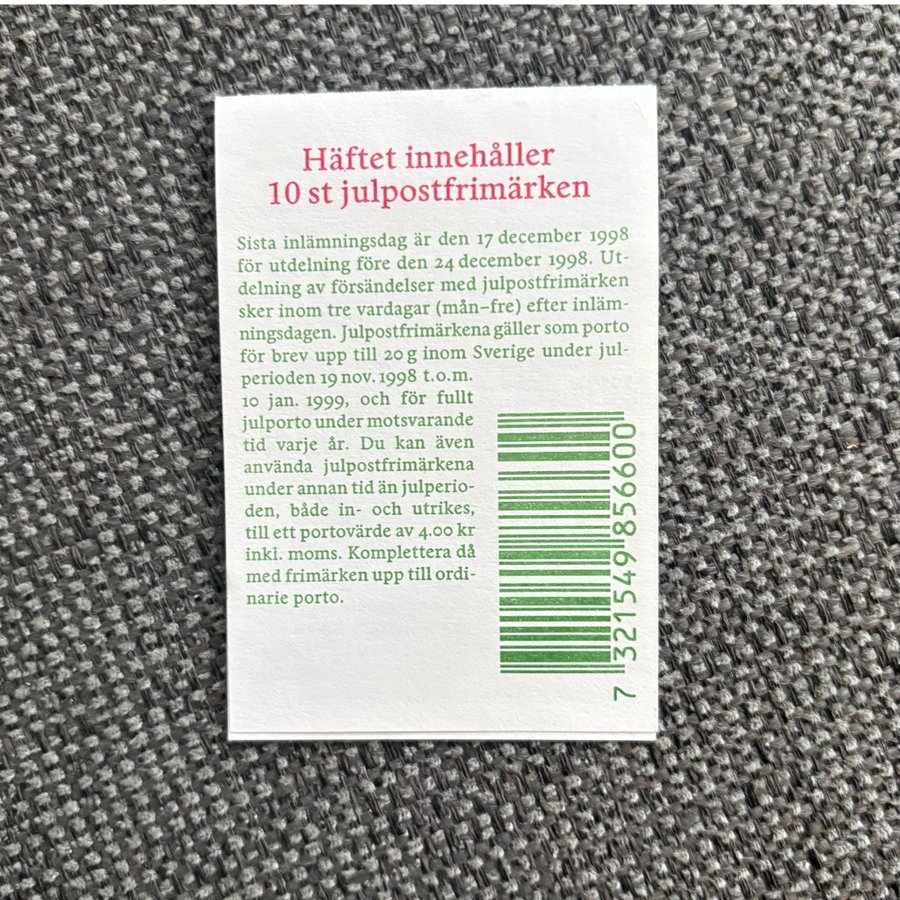 Häftet innehåller
10 st julpostfrimärken
Sista inlämningsdag är den 17 december 1998
för utdelning före den 24 december 1998. Ut-
delning av försändelser med julpostfrimärken
sker inom tre vardagar (mån–fre) efter inläm-
ningsdagen. Julpostfrimärkena gäller som porto
för brev upp till 20 g inom Sverige under jul-
perioden 19 nov. 1998 t.o.m.
10 jan. 1999, och för fullt
julporto under motsvarande
tid varje år. Du kan även
använda julpostfrimärkena
under annan tid än julperio-
den, både in- och utrikes,
till ett portovärde av 4.00 kr
inkl. moms. Komplettera då
med frimärken upp till ordi-
narie porto.
7 321549 856600